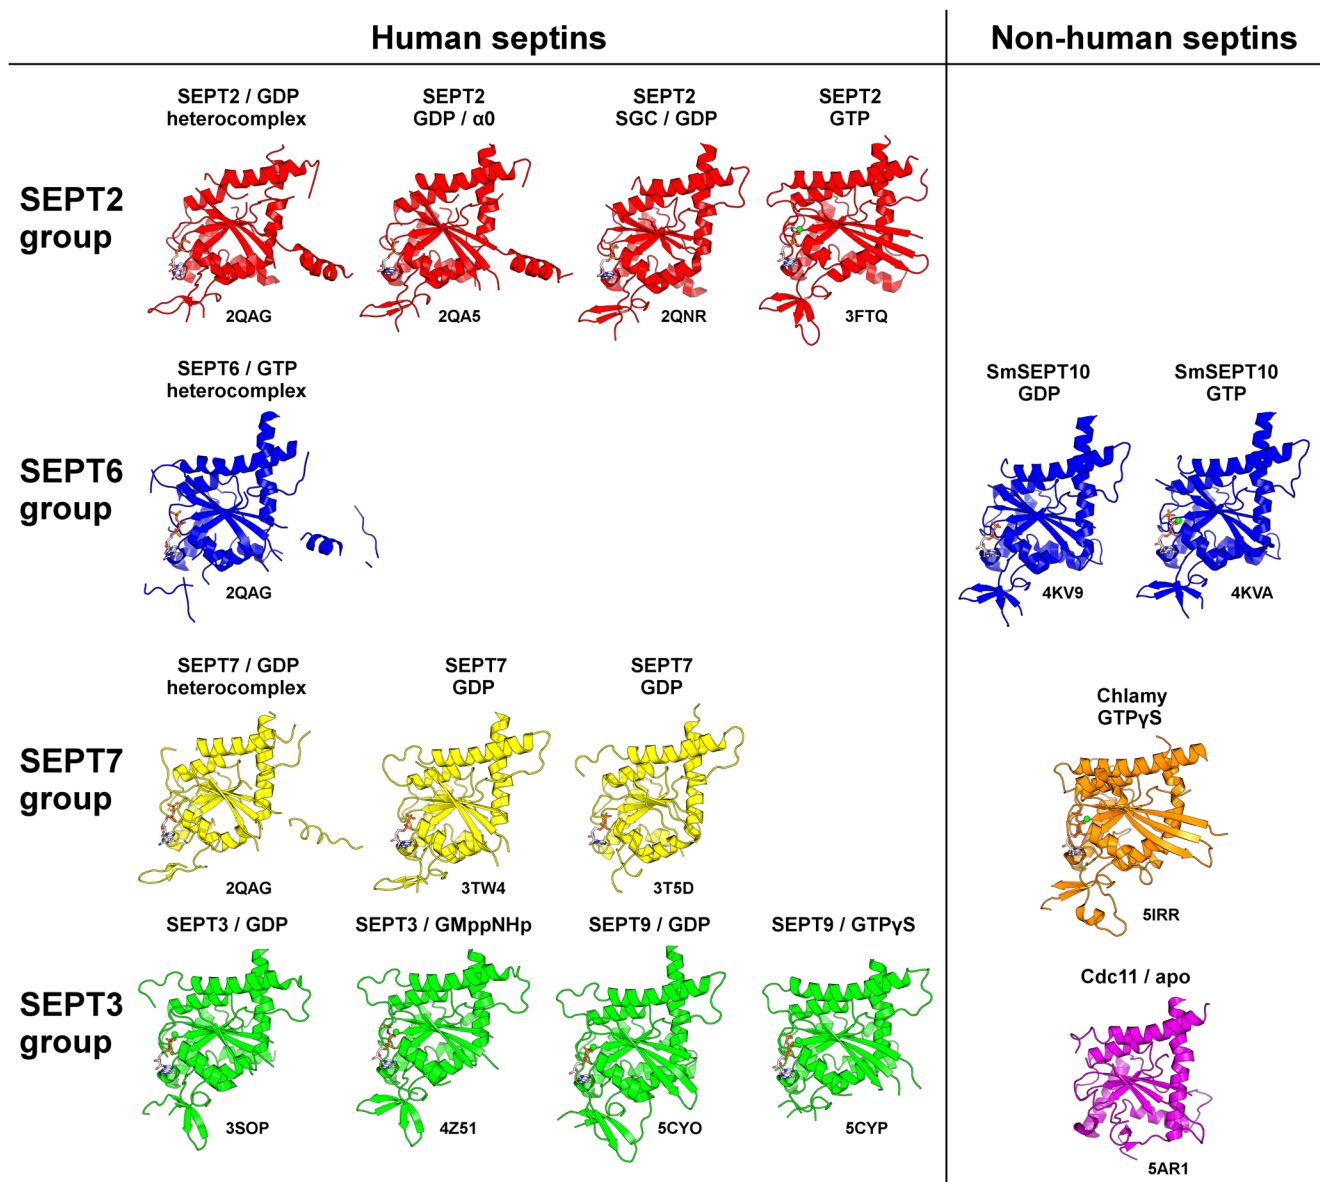 Human septins
Non-human septins
SEPT2
group
SEPT2 / GDP
heterocomplex
2QAG
SEPT2
GDP / α0
2QA5
SEPT2
SGC / GDP
2QNR
SEPT2
GTP
3FTQ
SEPT6
group
SEPT6 / GTP
heterocomplex
2QAG
SmSEPT10
GDP
4KV9
SmSEPT10
GTP
4KVA
SEPT7
group
SEPT7 / GDP
heterocomplex
2QAG
SEPT7
GDP
3TW4
SEPT7
GDP
3T5D
Chlamy
GTPγS
5IRR
SEPT3
group
SEPT3 / GDP
3SOP
SEPT3 / GMppNHp
4Z51
SEPT9 / GDP
5CYO
SEPT9 / GTPγS
5CYP
Cdc11 / apo
5AR1